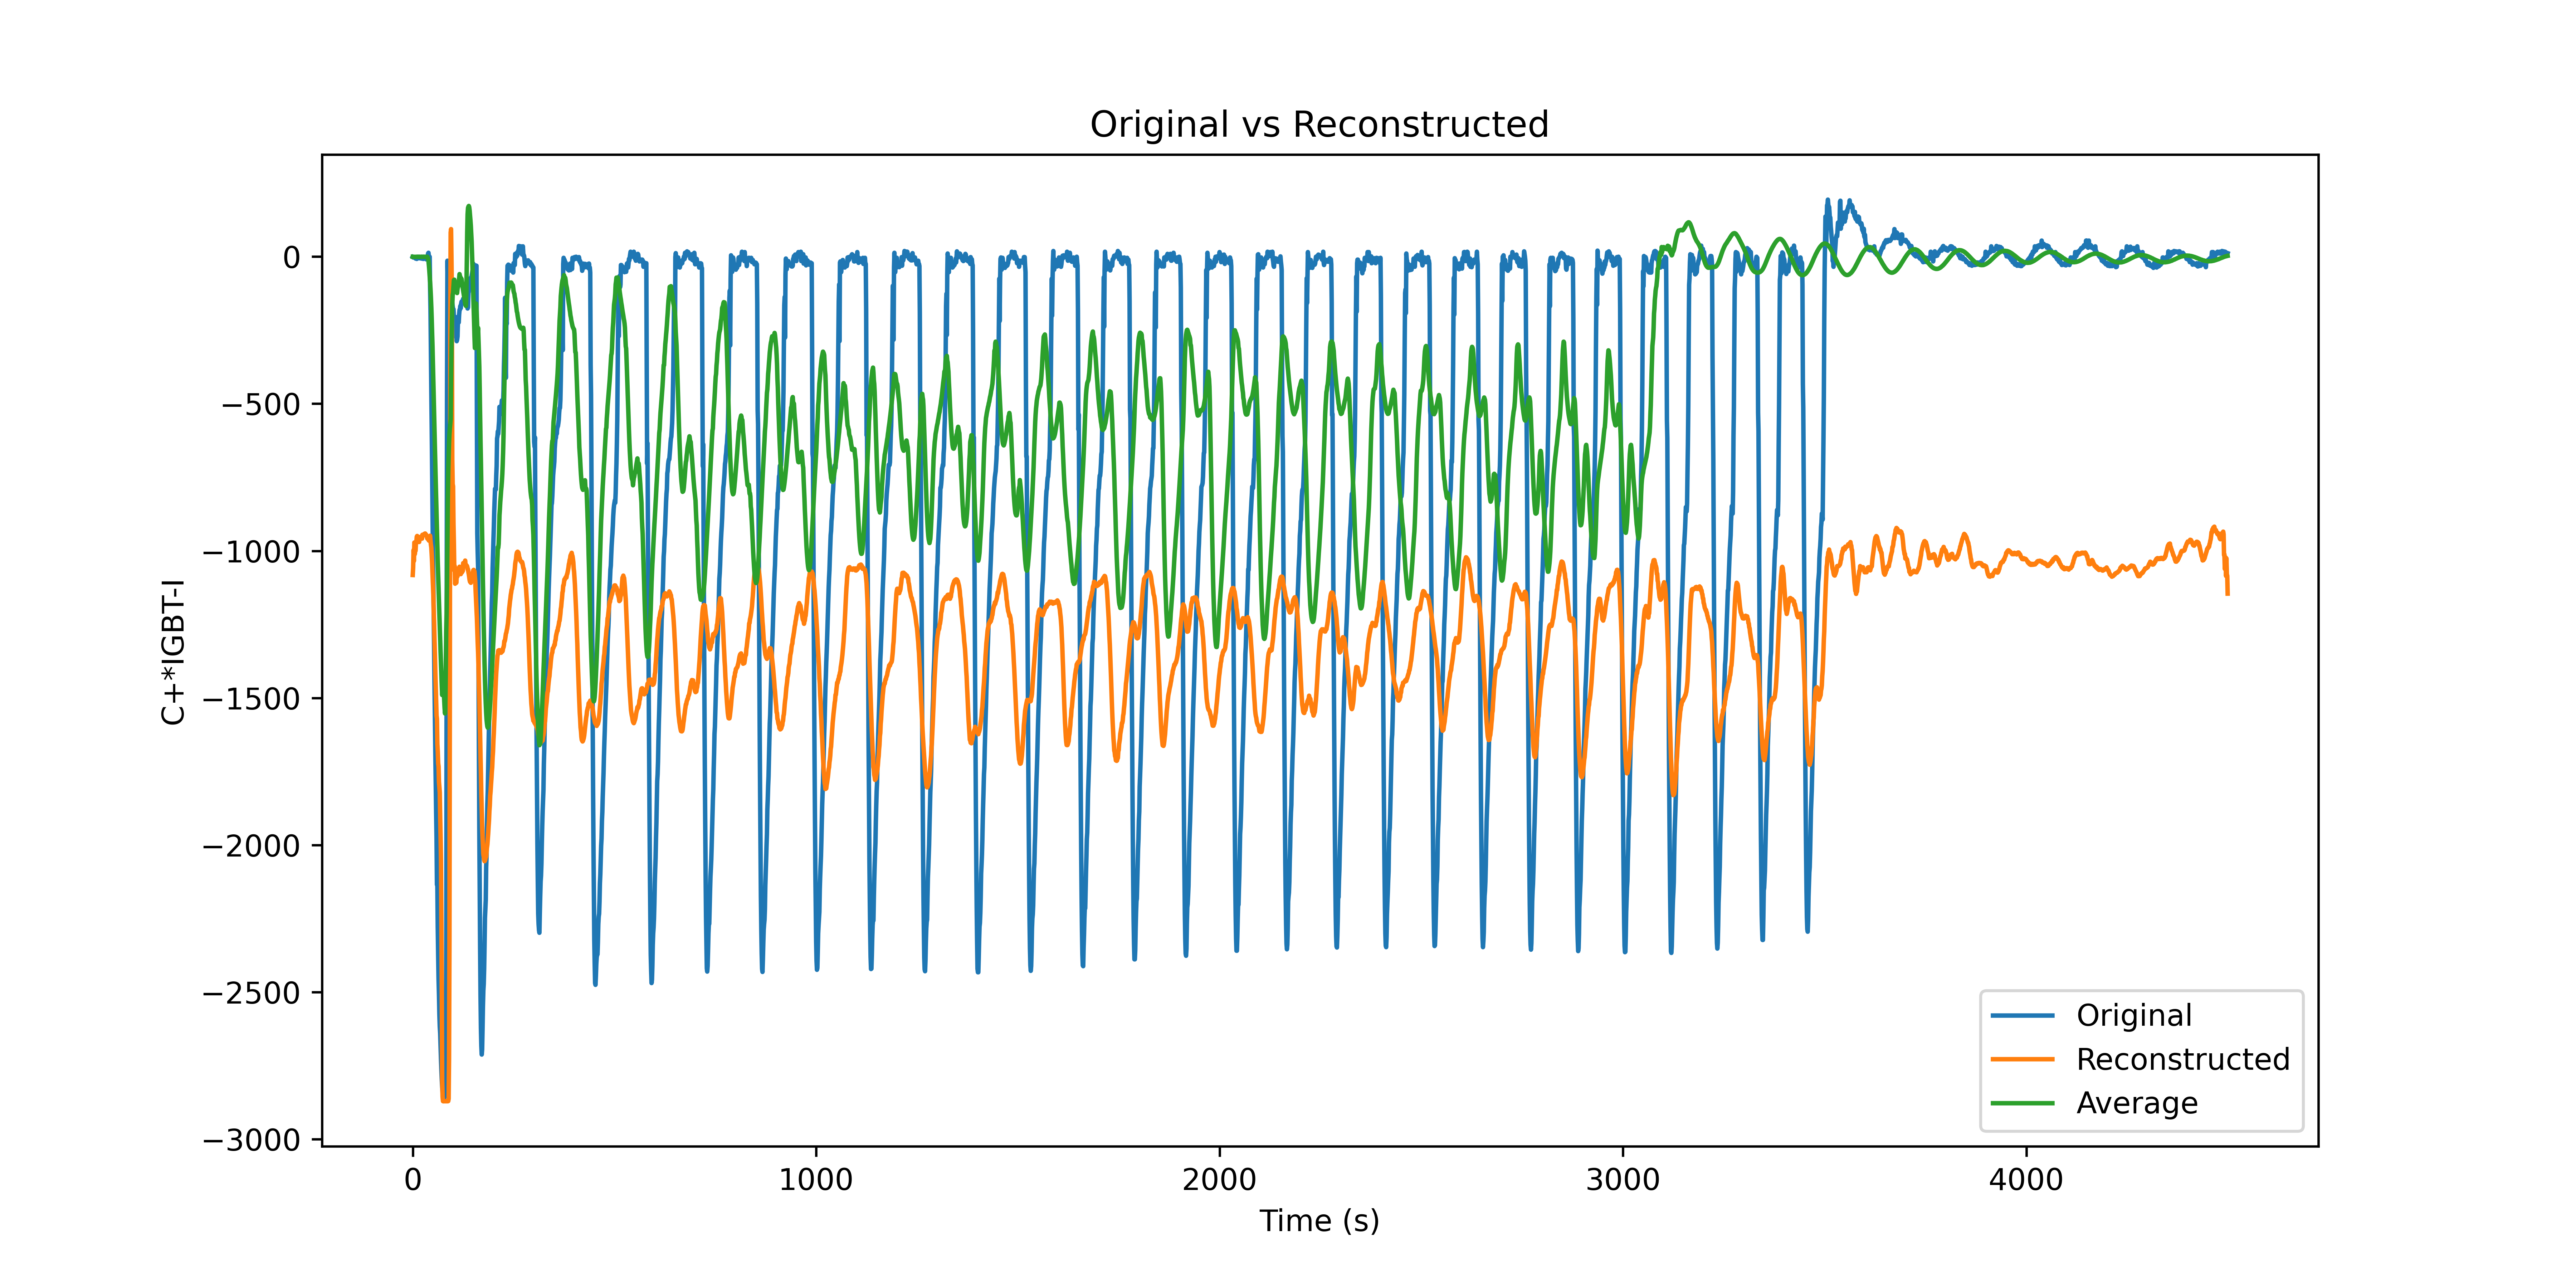 Original vs Reconstructed
0
−500
−1000
−1500
−2000
−2500
−3000
C+*IGBT-I
0
1000
2000
3000
4000
Time (s)
Original
Reconstructed
Average